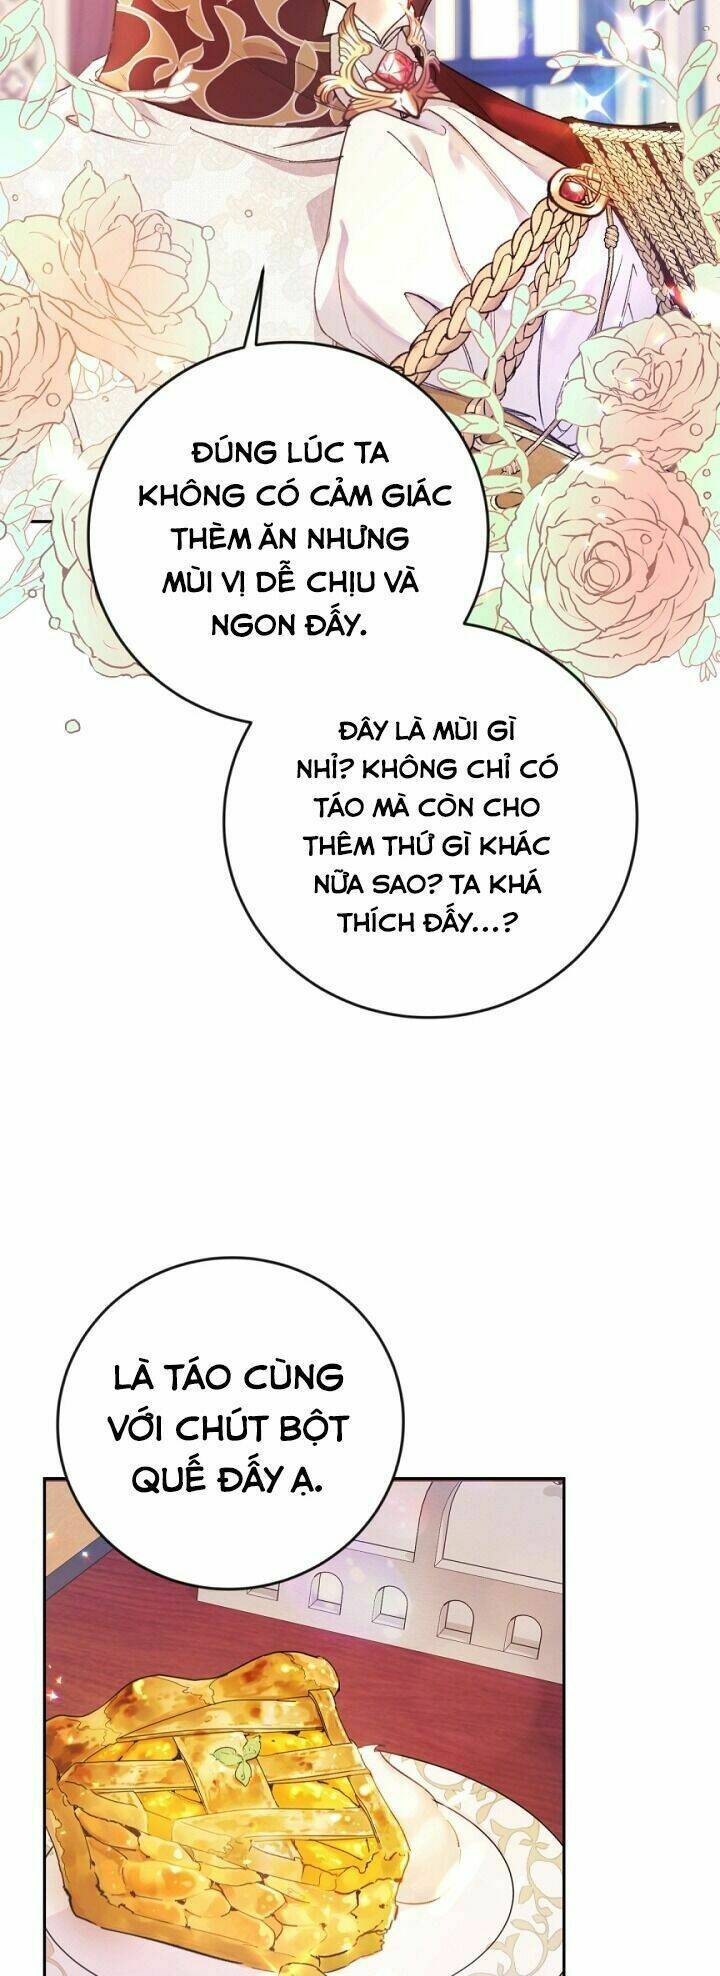 ĐÚNG LÚC TA
KHÔNG CÓ CẢM GIÁC
THÈM ĂN NHƯNG
MÙI VỊ DỄ CHỊU VÀ
NGON ĐẤY.
ĐÂY LÀ MÙI GÌ
NHỈ? KHÔNG CHỈ CÓ
TÁO MÀ CÒN CHO
THÊM THỨ GÌ KHÁC
NỮA SAO? TA KHÁ
THÍCH ĐẤY...?
LÀ TÁO CÙNG
VỚI CHÚT BỘT
QUẾ ĐẤY Ạ.